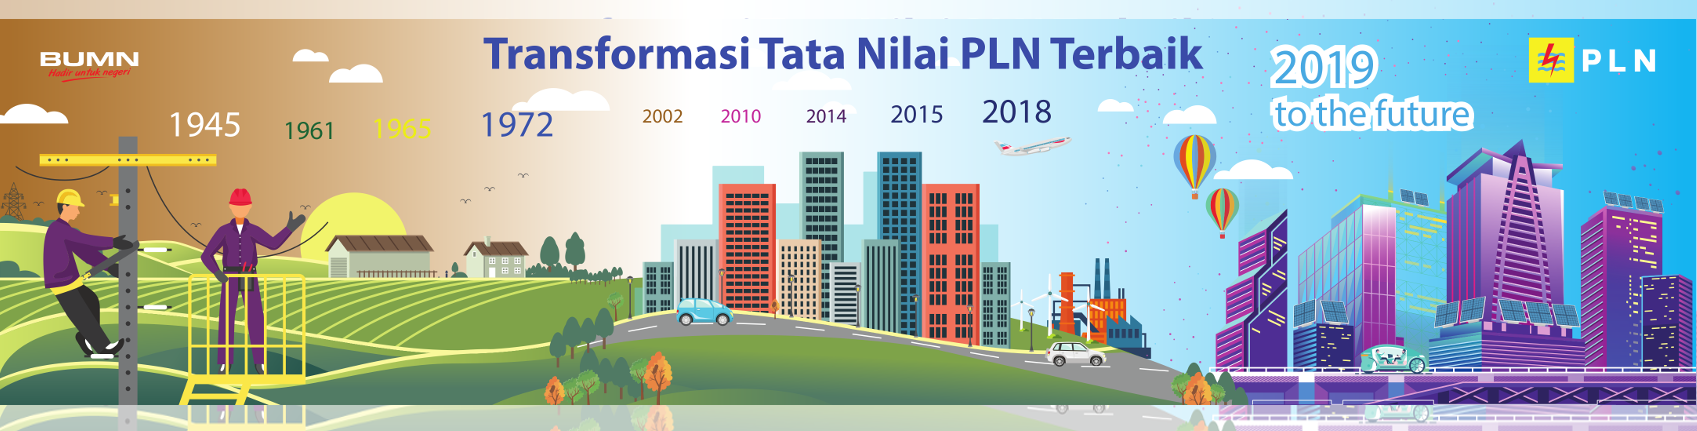 Transformasi Tata Nilai PLN Terbaik
BUMN
Hadir untuk negeri
1945
1961
1965
1972
2002
2010
2014
2015
2018
2019
to the future
PLN